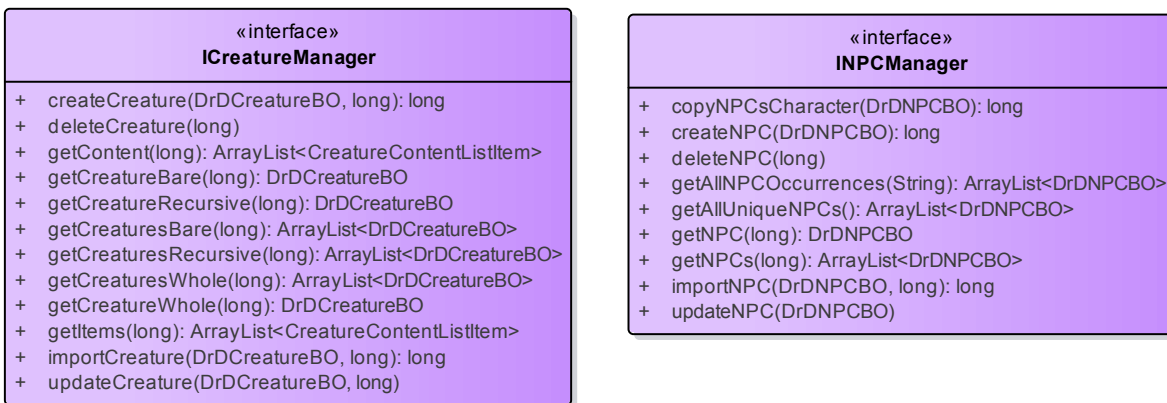 «interface»
ICreatureManager
+ createCreature(DrDCreatureBO, long): long
+ deleteCreature(long)
+ getContent(long): ArrayList<CreatureContentListItem>
+ getCreatureBare(long): DrDCreatureBO
+ getCreatureRecursive(long): DrDCreatureBO
+ getCreaturesBare(long): ArrayList<DrDCreatureBO>
+ getCreaturesRecursive(long): ArrayList<DrDCreatureBO>
+ getCreaturesWhole(long): ArrayList<DrDCreatureBO>
+ getCreatureWhole(long): DrDCreatureBO
+ getItems(long): ArrayList<CreatureContentListItem>
+ importCreature(DrDCreatureBO, long): long
+ updateCreature(DrDCreatureBO, long)
«interface»
INPCManager
+ copyNPCsCharacter(DrDNPCBO): long
+ createNPC(DrDNPCBO): long
+ deleteNPC(long)
+ getAllNPCOccurrences(String): ArrayList<DrDNPCBO>
+ getAllUniqueNPCs(): ArrayList<DrDNPCBO>
+ getNPC(long): DrDNPCBO
+ getNPCs(long): ArrayList<DrDNPCBO>
+ importNPC(DrDNPCBO, long): long
+ updateNPC(DrDNPCBO)